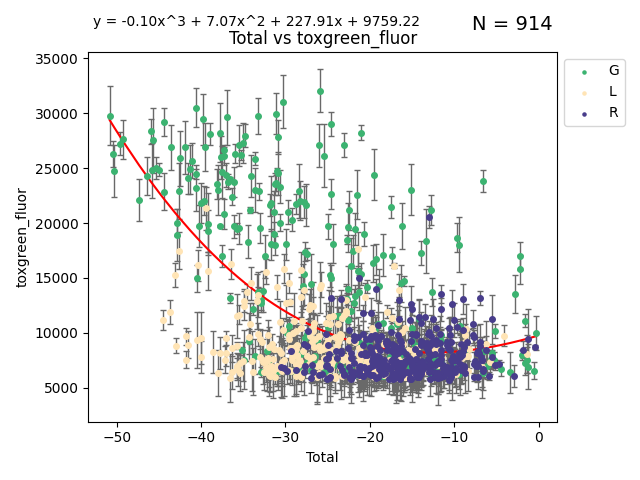 y = -0.10x^3 + 7.07x^2 + 227.91x + 9759.22
N = 914
Total vs toxgreen_fluor
35000
30000
25000
20000
15000
10000
5000
toxgreen_fluor
−50 −40 −30 −20 −10 0
Total
G
L
R